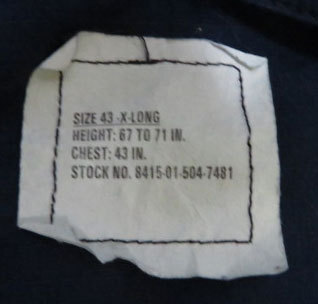 SIZE 43 -X-LONG
HEIGHT: 67 TO 71 IN.
CHEST: 43 IN.
STOCK NO. 8415-01-504-7481